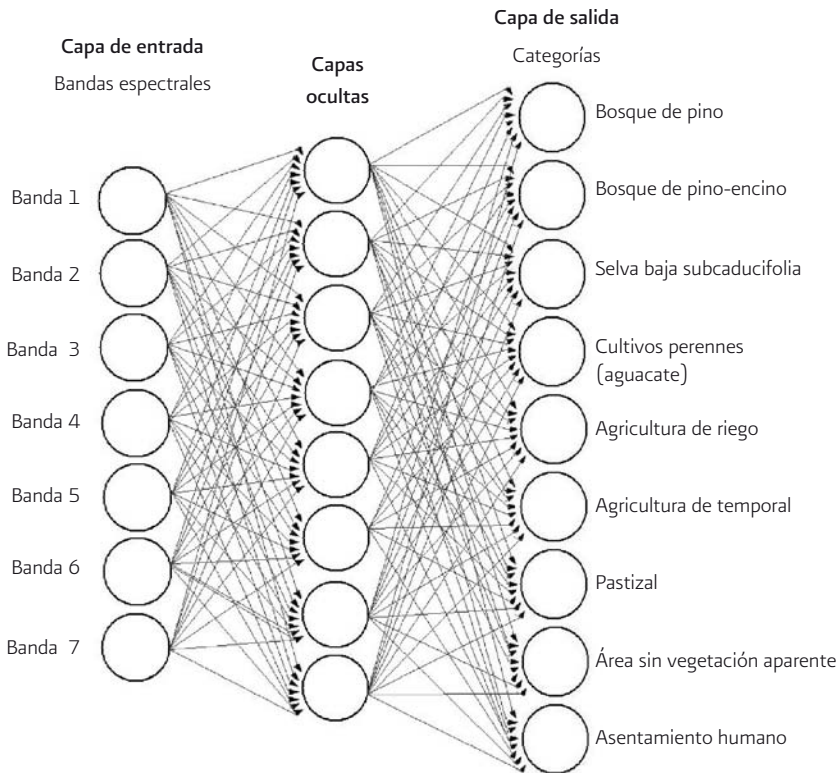 Capa de entrada
Bandas espectrales
Banda 1
Banda 2
Banda 3
Banda 4
Banda 5
Banda 6
Banda 7
Capas
ocultas
Capa de salida
Categorías
Bosque de pino
Bosque de pino-encino
Selva baja subcaducifolia
Cultivos perennes
(aguacate)
Agricultura de riego
Agricultura de temporal
Pastizal
Área sin vegetación aparente
Asentamiento humano